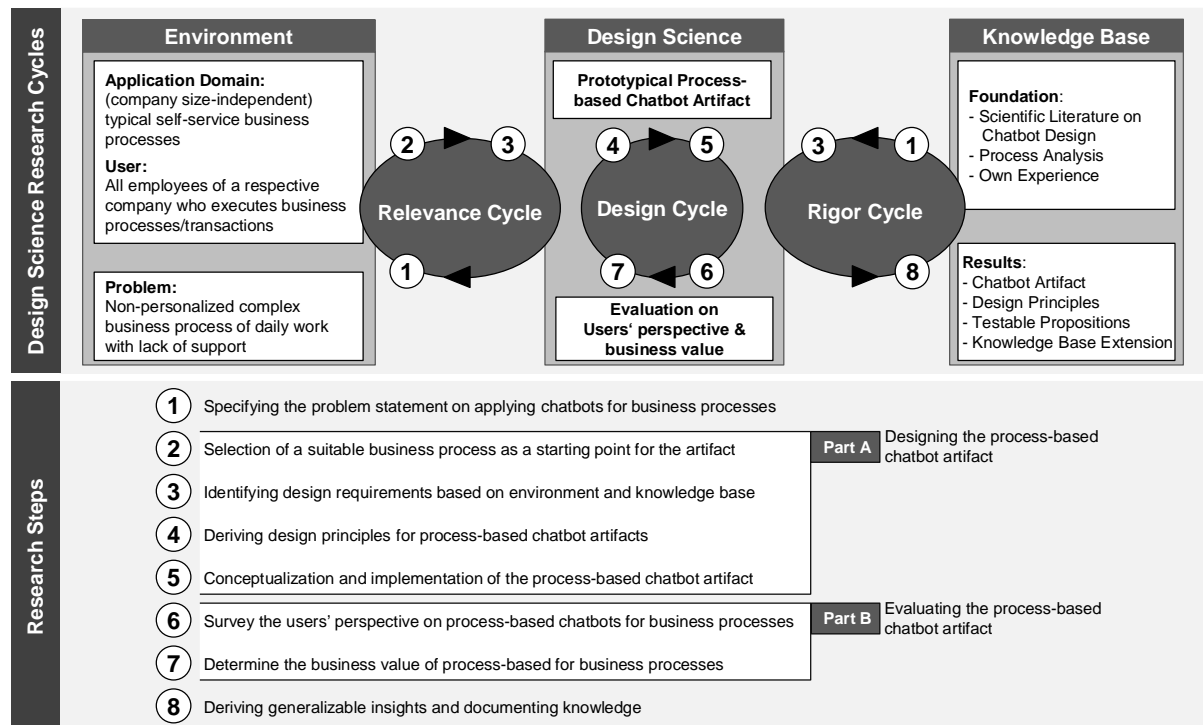 Design Science Research Cycles
Environment
Application Domain:
(company size-independent)
typical self-service business
processes
User:
All employees of a respective
company who executes business
processes/transactions
Problem:
Non-personalized complex
business process of daily work
with lack of support
2
3
Relevance Cycle
1
Design Science
Prototypical Process-
based Chatbot Artifact
4
5
Design Cycle
7
6
Evaluation on
Users‘ perspective &
business value
3
1
Rigor Cycle
8
Knowledge Base
Foundation:
- Scientific Literature on
Chatbot Design
- Process Analysis
- Own Experience
Results:
- Chatbot Artifact
- Design Principles
- Testable Propositions
- Knowledge Base Extension
Research Steps
1 Specifying the problem statement on applying chatbots for business processes
2 Selection of a suitable business process as a starting point for the artifact
Part A
Designing the process-based
chatbot artifact
3 Identifying design requirements based on environment and knowledge base
4 Deriving design principles for process-based chatbot artifacts
5 Conceptualization and implementation of the process-based chatbot artifact
6 Survey the users’ perspective on process-based chatbots for business processes
Part B
Evaluating the process-based
chatbot artifact
7 Determine the business value of process-based for business processes
8 Deriving generalizable insights and documenting knowledge